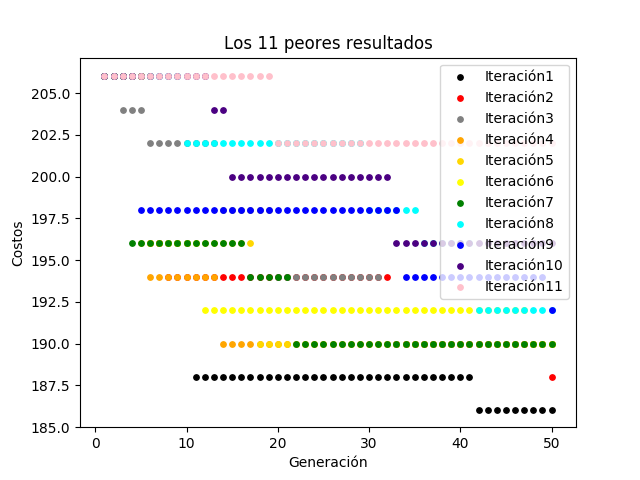 Los 11 peores resultados
Costos
205.0
202.5
200.0
197.5
195.0
192.5
190.0
187.5
185.0
Iteración1
Iteración2
Iteración3
Iteración4
Iteración5
Iteración6
Iteración7
Iteración8
Iteración9
Iteración10
Iteración11
0 10 20 30 40 50
Generación